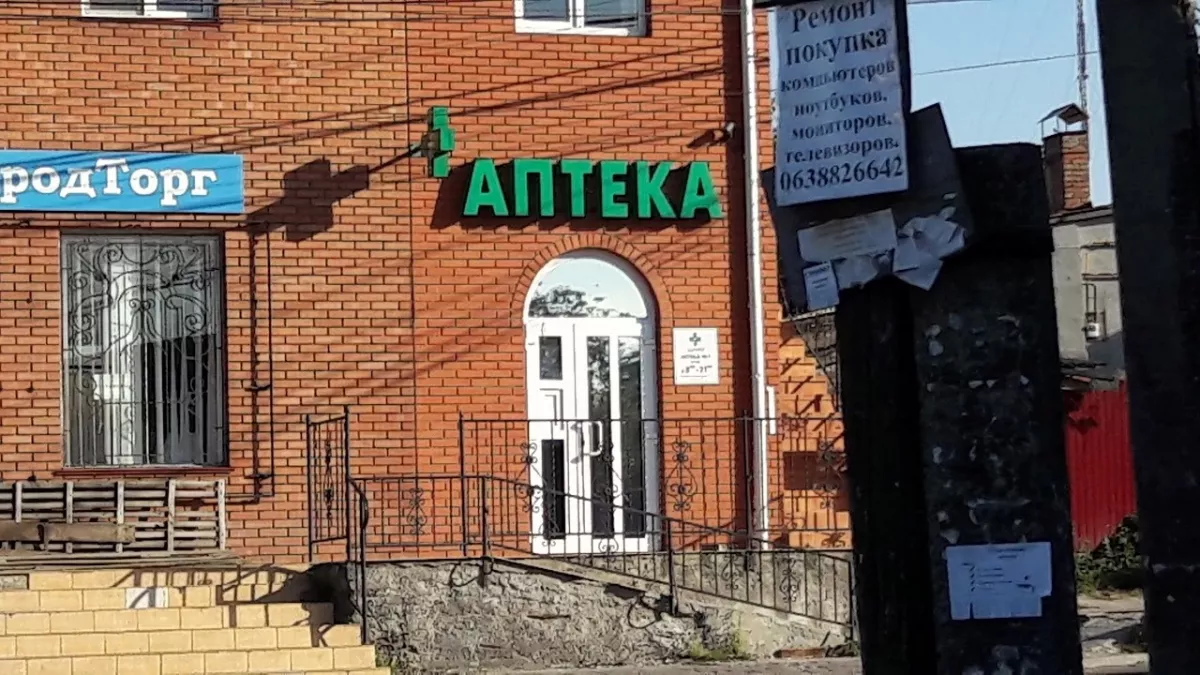 родТорг
АПТЕКА
Ремонт
покупка
компьютеров
ноутбуков,
мониторов,
телевизоров.
0638826642